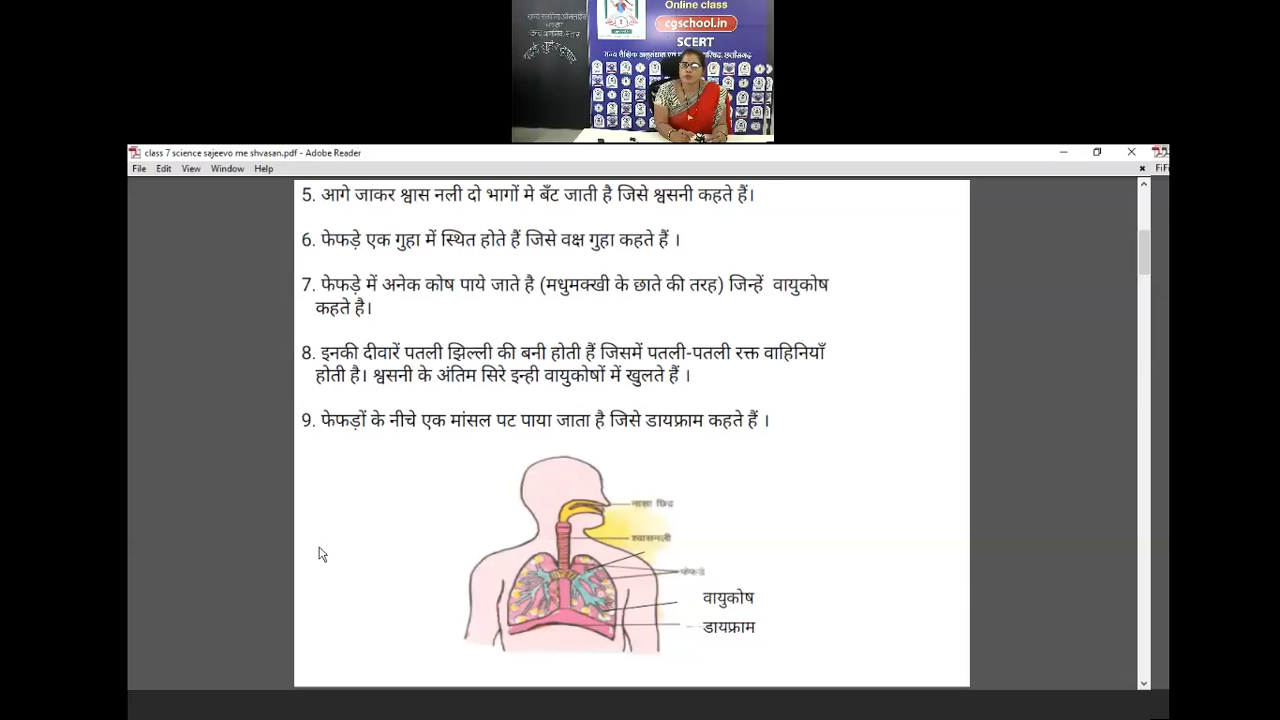 Online class
cgschool.in
SCERT
class 7 science sajeevo me shvasan.pdf - Adobe Reader
File Edit View Window Help
5. आगे जाकर श्वास नली दो भागों मे बँट जाती है जिसे श्वसनी कहते हैं।
6. फेफड़े एक गुहा में स्थित होते हैं जिसे वक्ष गुहा कहते हैं ।
7. फेफड़े में अनेक कोष पाये जाते है (मधुमक्खी के छाते की तरह) जिन्हें वायुकोष
कहते है।
8. इनकी दीवारें पतली झिल्ली की बनी होती हैं जिसमें पतली-पतली रक्त वाहिनियाँ
होती है। श्वसनी के अंतिम सिरे इन्ही वायुकोषों में खुलते हैं ।
9. फेफड़ों के नीचे एक मांसल पट पाया जाता है जिसे डायफ्राम कहते हैं ।
नासा छिद्र
श्वासनली
फेफडे
वायुकोष
डायफ्राम